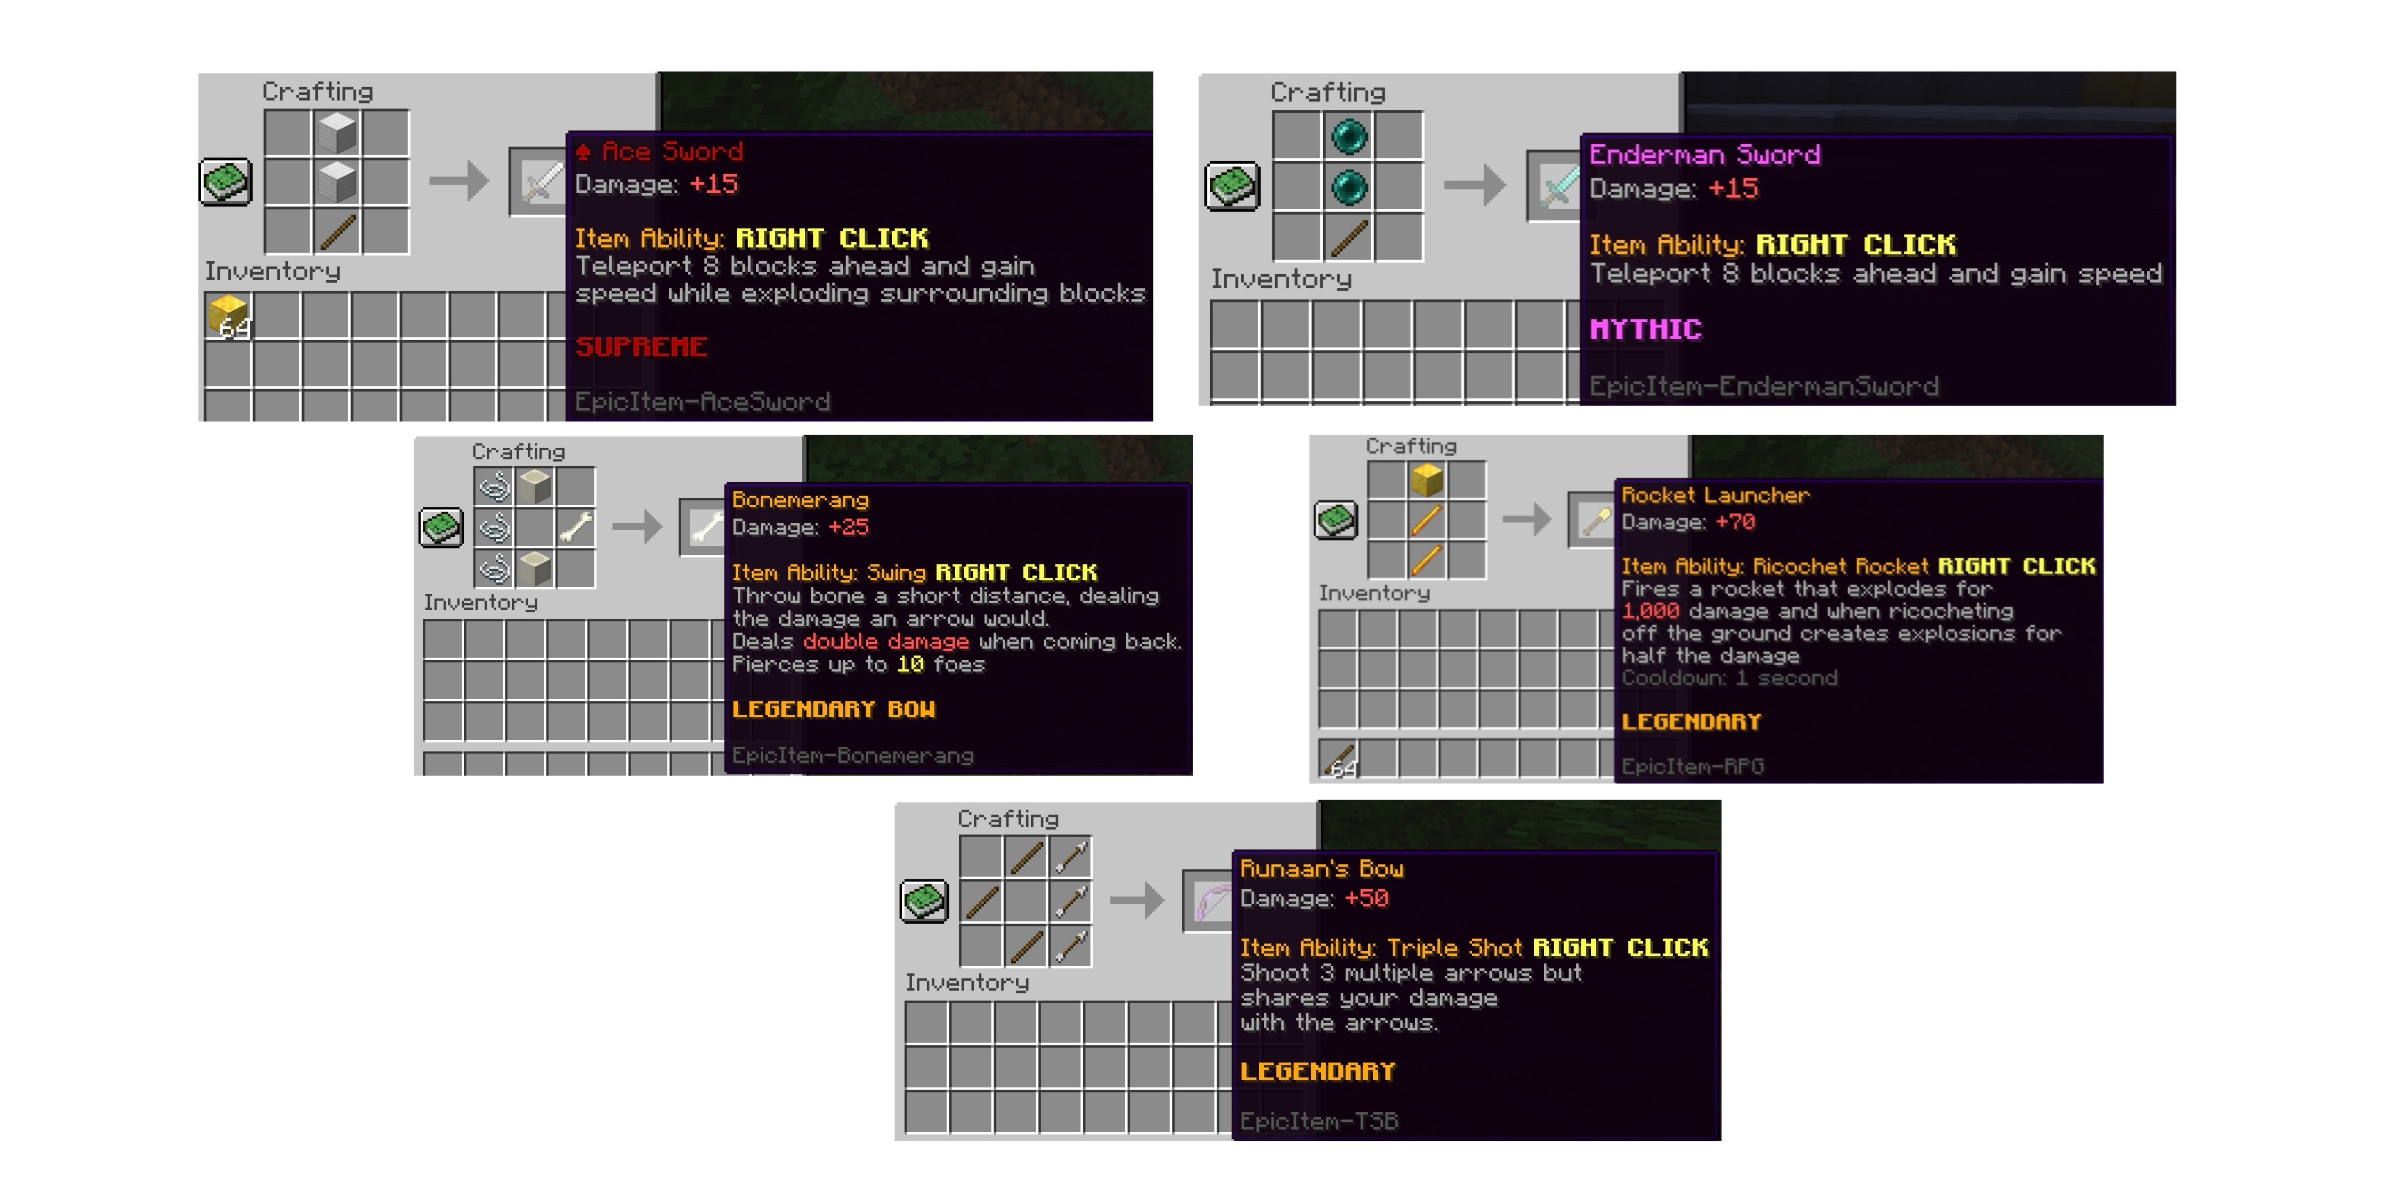 Crafting
♠ Ace Sword
Damage: +15
Item Ability: RIGHT CLICK
Teleport 8 blocks ahead and gain
speed while exploding surrounding blocks
SUPREME
EpicItem-AceSword
Inventory
64
Crafting
Enderman Sword
Damage: +15
Item Ability: RIGHT CLICK
Teleport 8 blocks ahead and gain speed
MYTHIC
EpicItem-EndermanSword
Inventory
Crafting
Bonemerang
Damage: +25
Item Ability: Swing RIGHT CLICK
Throw bone a short distance, dealing
the damage an arrow would.
Deals double damage when coming back.
Pierces up to 10 foes
LEGENDARY BOW
EpicItem-Bonemerang
Inventory
Crafting
Rocket Launcher
Damage: +70
Item Ability: Ricochet Rocket RIGHT CLICK
Fires a rocket that explodes for
1,000 damage and when ricocheting
off the ground creates explosions for
half the damage
Cooldown: 1 second
LEGENDARY
EpicItem-RPG
Inventory
64
Crafting
Runaan's Bow
Damage: +50
Item Ability: Triple Shot RIGHT CLICK
Shoot 3 multiple arrows but
shares your damage
with the arrows.
LEGENDARY
EpicItem-TSB
Inventory